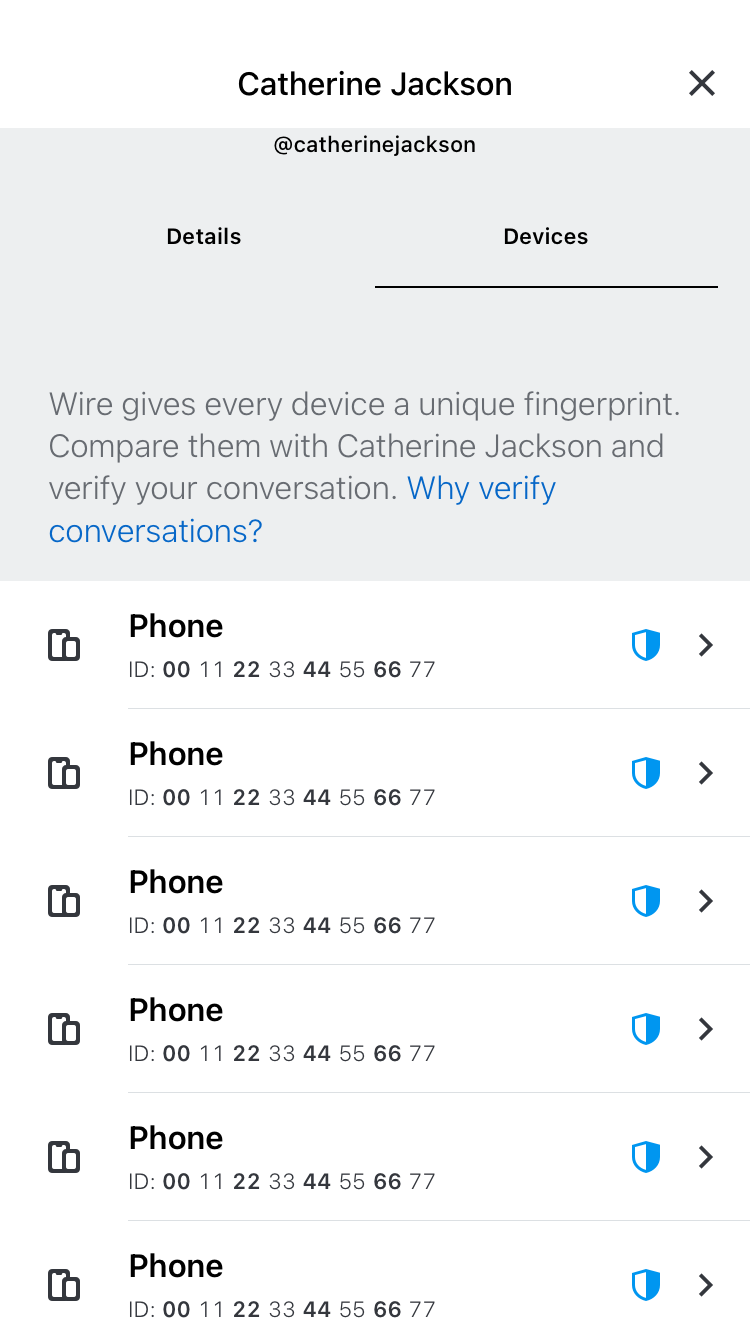 Catherine Jackson
@catherinejackson
Details
Devices
Wire gives every device a unique fingerprint.
Compare them with Catherine Jackson and
verify your conversation. Why verify
conversations?
Phone
ID: 00 11 22 33 44 55 66 77
Phone
ID: 00 11 22 33 44 55 66 77
Phone
ID: 00 11 22 33 44 55 66 77
Phone
ID: 00 11 22 33 44 55 66 77
Phone
ID: 00 11 22 33 44 55 66 77
Phone
ID: 00 11 22 33 44 55 66 77